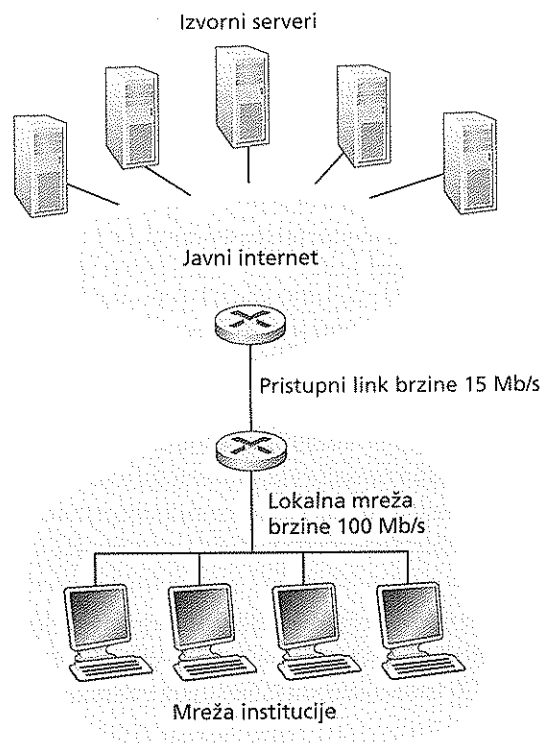 Izvorni serveri
Javni internet
Pristupni link brzine 15 Mb/s
Lokalna mreža
brzine 100 Mb/s
Mreža institucije